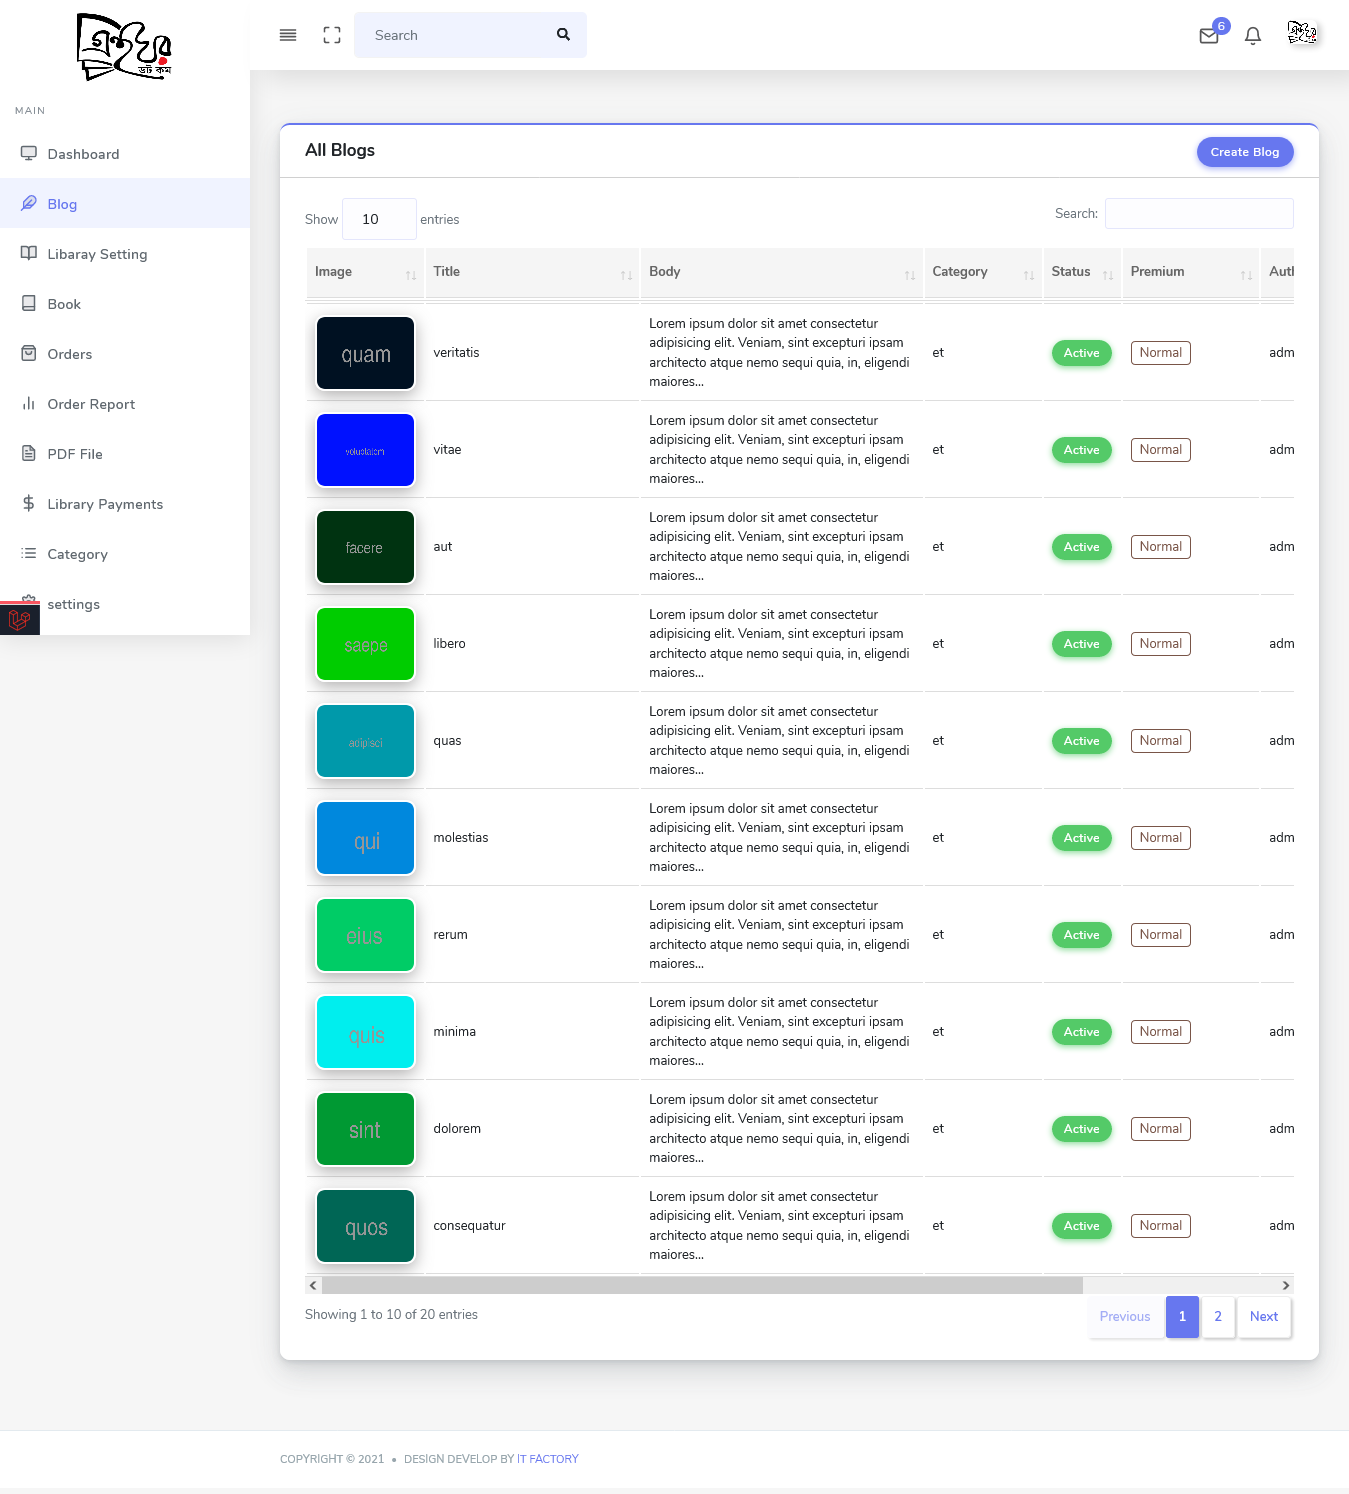 গ্রন্থঘর
ডট কম
Search
6
MAIN
Dashboard
Blog
Libaray Setting
Book
Orders
Order Report
PDF File
Library Payments
Category
settings
All Blogs
Create Blog
Show 10 entries
Search:
Image Title Body Category Status Premium Auth
quam veritatis Lorem ipsum dolor sit amet consectetur
adipisicing elit. Veniam, sint excepturi ipsam
architecto atque nemo sequi quia, in, eligendi
maiores... et Active Normal adm
voluptatem vitae Lorem ipsum dolor sit amet consectetur
adipisicing elit. Veniam, sint excepturi ipsam
architecto atque nemo sequi quia, in, eligendi
maiores... et Active Normal adm
facere aut Lorem ipsum dolor sit amet consectetur
adipisicing elit. Veniam, sint excepturi ipsam
architecto atque nemo sequi quia, in, eligendi
maiores... et Active Normal adm
saepe libero Lorem ipsum dolor sit amet consectetur
adipisicing elit. Veniam, sint excepturi ipsam
architecto atque nemo sequi quia, in, eligendi
maiores... et Active Normal adm
adipisci quas Lorem ipsum dolor sit amet consectetur
adipisicing elit. Veniam, sint excepturi ipsam
architecto atque nemo sequi quia, in, eligendi
maiores... et Active Normal adm
qui molestias Lorem ipsum dolor sit amet consectetur
adipisicing elit. Veniam, sint excepturi ipsam
architecto atque nemo sequi quia, in, eligendi
maiores... et Active Normal adm
eius rerum Lorem ipsum dolor sit amet consectetur
adipisicing elit. Veniam, sint excepturi ipsam
architecto atque nemo sequi quia, in, eligendi
maiores... et Active Normal adm
quis minima Lorem ipsum dolor sit amet consectetur
adipisicing elit. Veniam, sint excepturi ipsam
architecto atque nemo sequi quia, in, eligendi
maiores... et Active Normal adm
sint dolorem Lorem ipsum dolor sit amet consectetur
adipisicing elit. Veniam, sint excepturi ipsam
architecto atque nemo sequi quia, in, eligendi
maiores... et Active Normal adm
quos consequatur Lorem ipsum dolor sit amet consectetur
adipisicing elit. Veniam, sint excepturi ipsam
architecto atque nemo sequi quia, in, eligendi
maiores... et Active Normal adm
Showing 1 to 10 of 20 entries
Previous 1 2 Next
COPYRIGHT © 2021 • DESIGN DEVELOP BY IT FACTORY